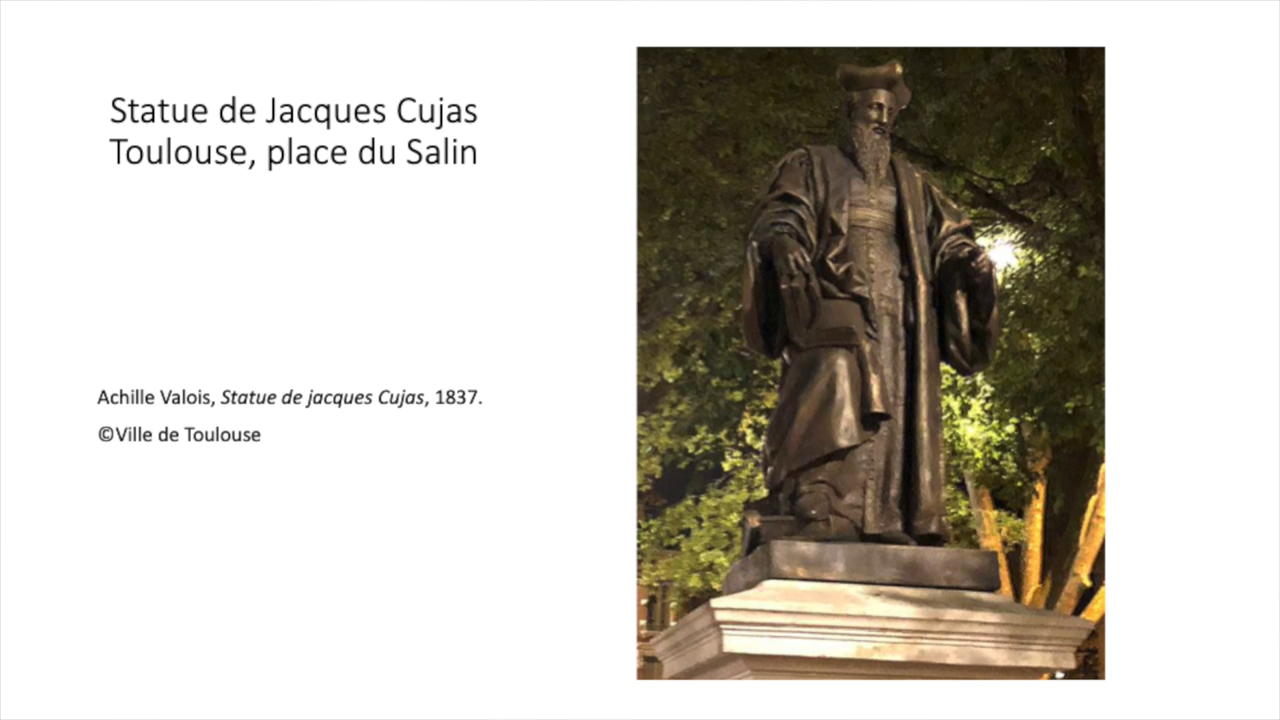 Statue de Jacques Cujas
Toulouse, place du Salin
Achille Valois, Statue de jacques Cujas, 1837.
©Ville de Toulouse